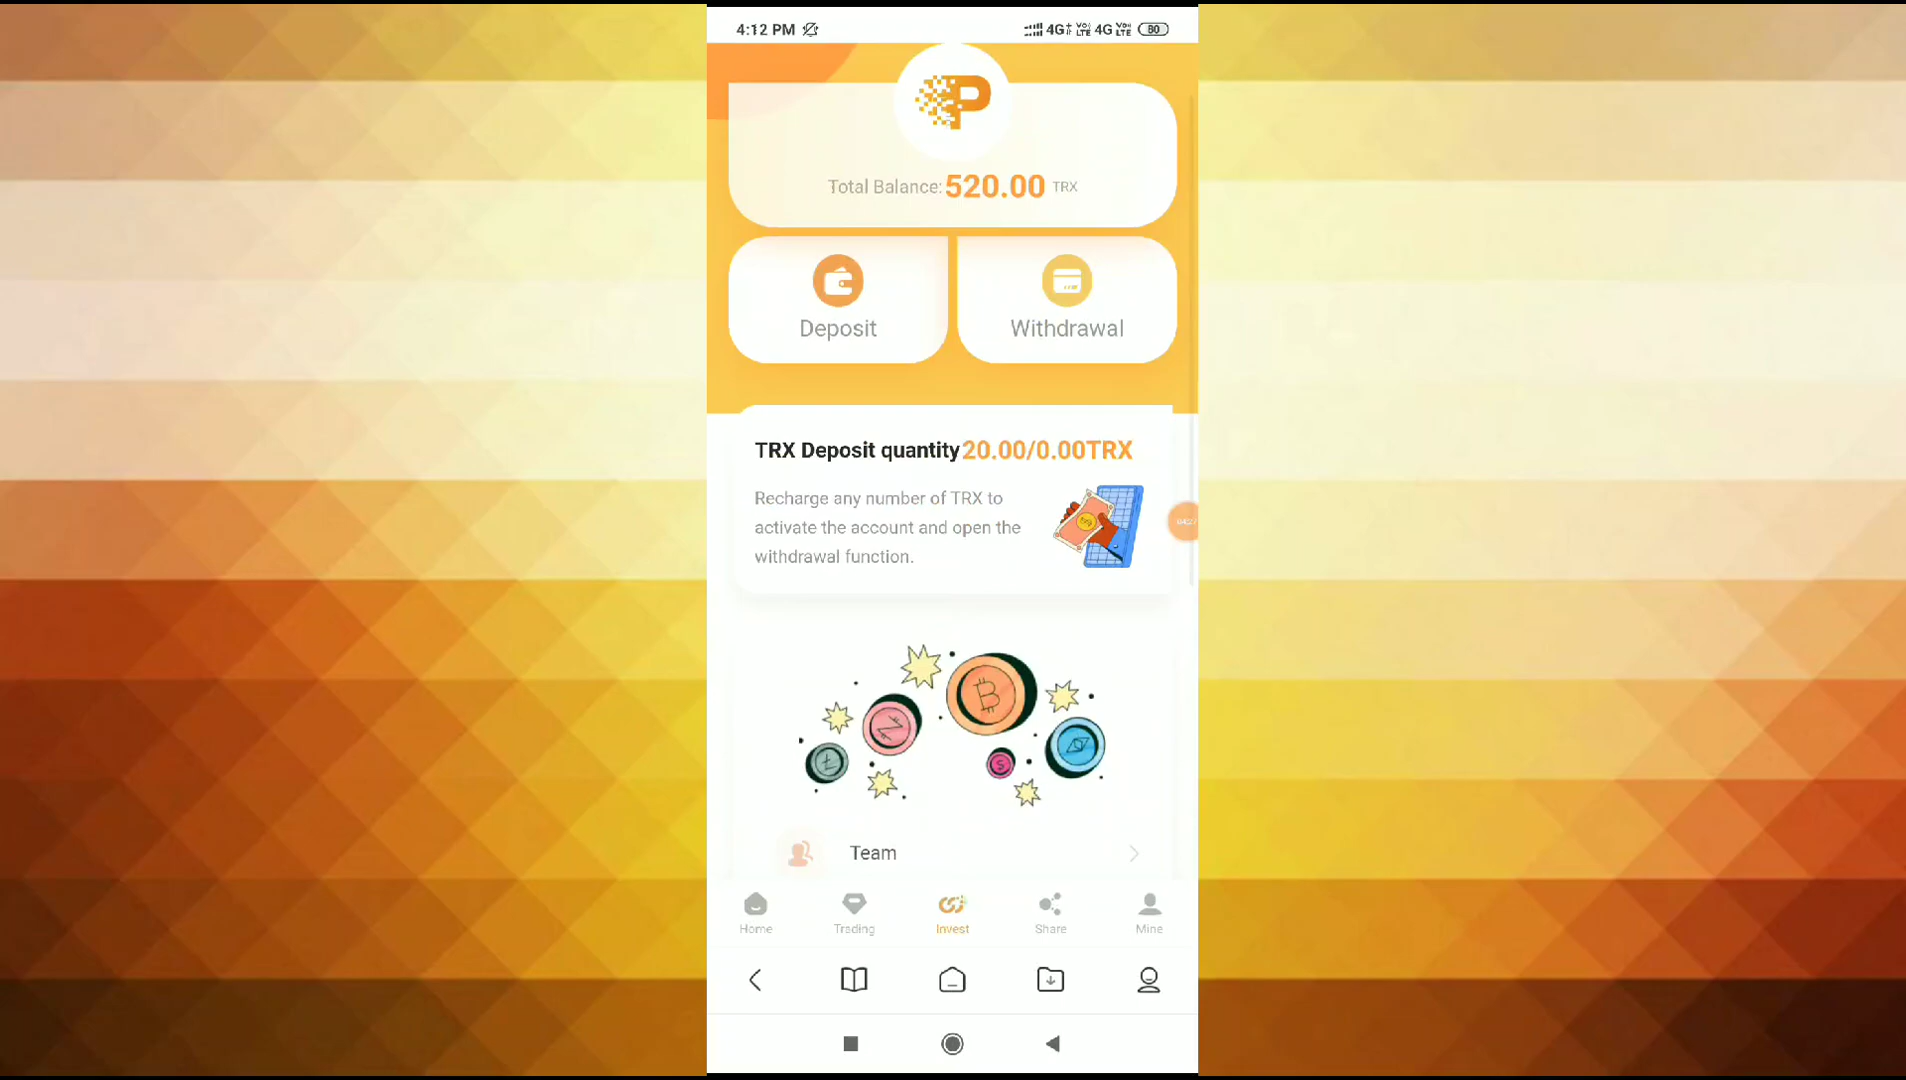 4:12 PM 4G+ VoLTE 4G VoLTE 80
P
Total Balance: 520.00 TRX
Deposit
Withdrawal
TRX Deposit quantity 20.00/0.00TRX
Recharge any number of TRX to
activate the account and open the
withdrawal function.
Team
Home Trading Invest Share Mine